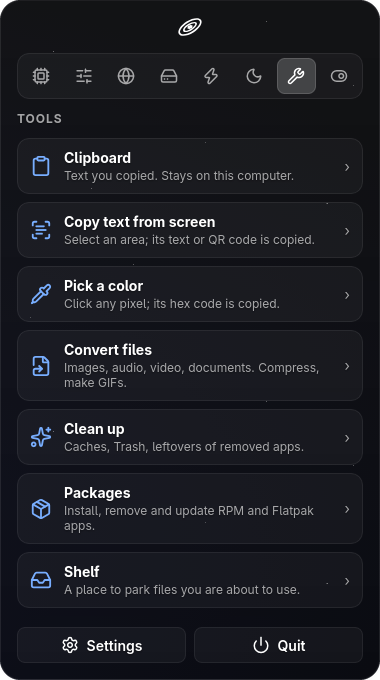 TOOLS
Clipboard
Text you copied. Stays on this computer.
Copy text from screen
Select an area; its text or QR code is copied.
Pick a color
Click any pixel; its hex code is copied.
Convert files
Images, audio, video, documents. Compress,
make GIFs.
Clean up
Caches, Trash, leftovers of removed apps.
Packages
Install, remove and update RPM and Flatpak
apps.
Shelf
A place to park files you are about to use.
Settings
Quit